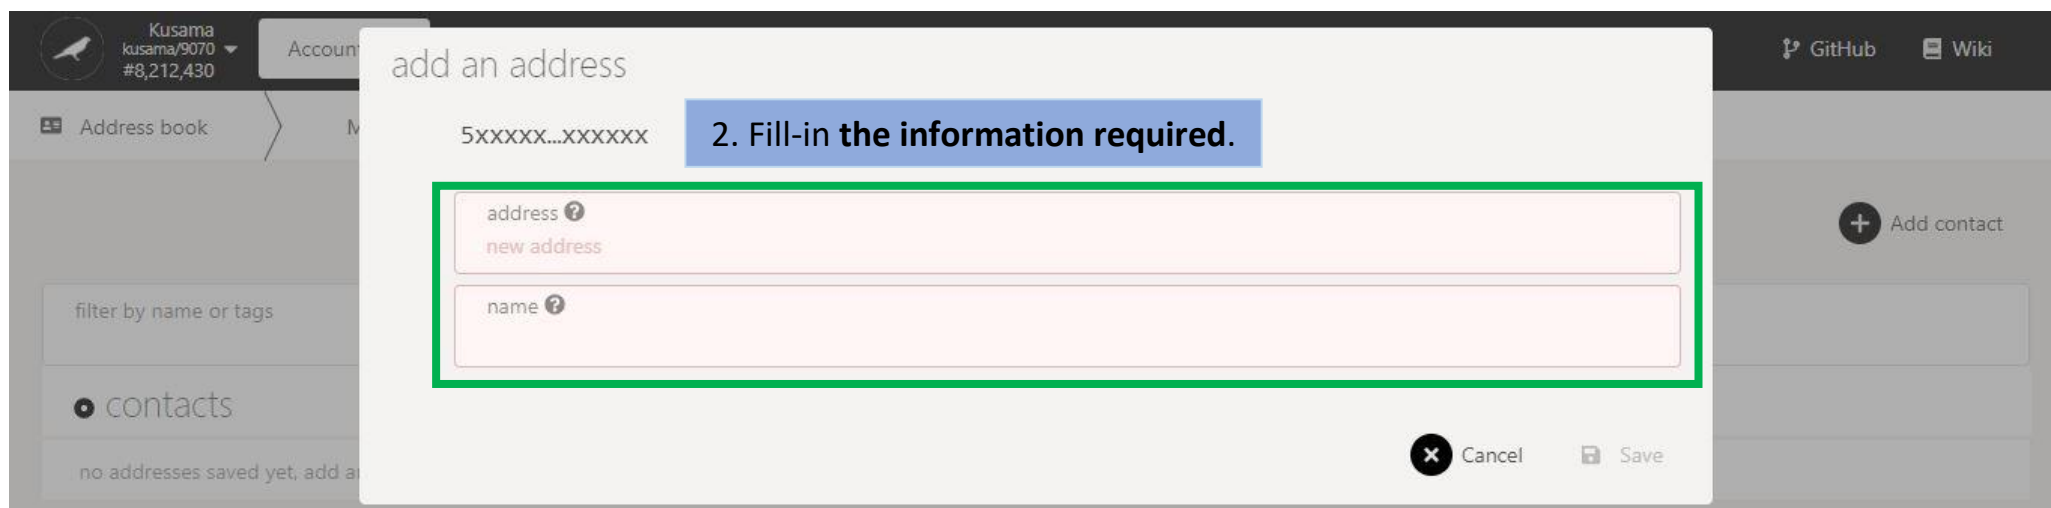 Kusama
kusama/9070
#8,212,430
Account
GitHub
Wiki
add an address
Address book
M
5xxxxx...xxxxxx
2. Fill-in the information required.
address
new address
Add contact
filter by name or tags
name
contacts
no addresses saved yet, add a
Cancel
Save